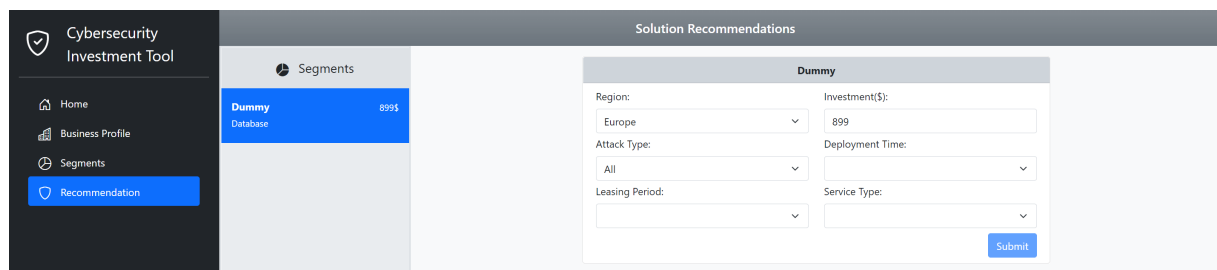 Cybersecurity
Investment Tool
Home
Business Profile
Segments
Recommendation
Solution Recommendations
Segments
Dummy 899$
Database
Dummy
Region: Investment($):
Europe 899
Attack Type: Deployment Time:
All
Leasing Period: Service Type:
Submit